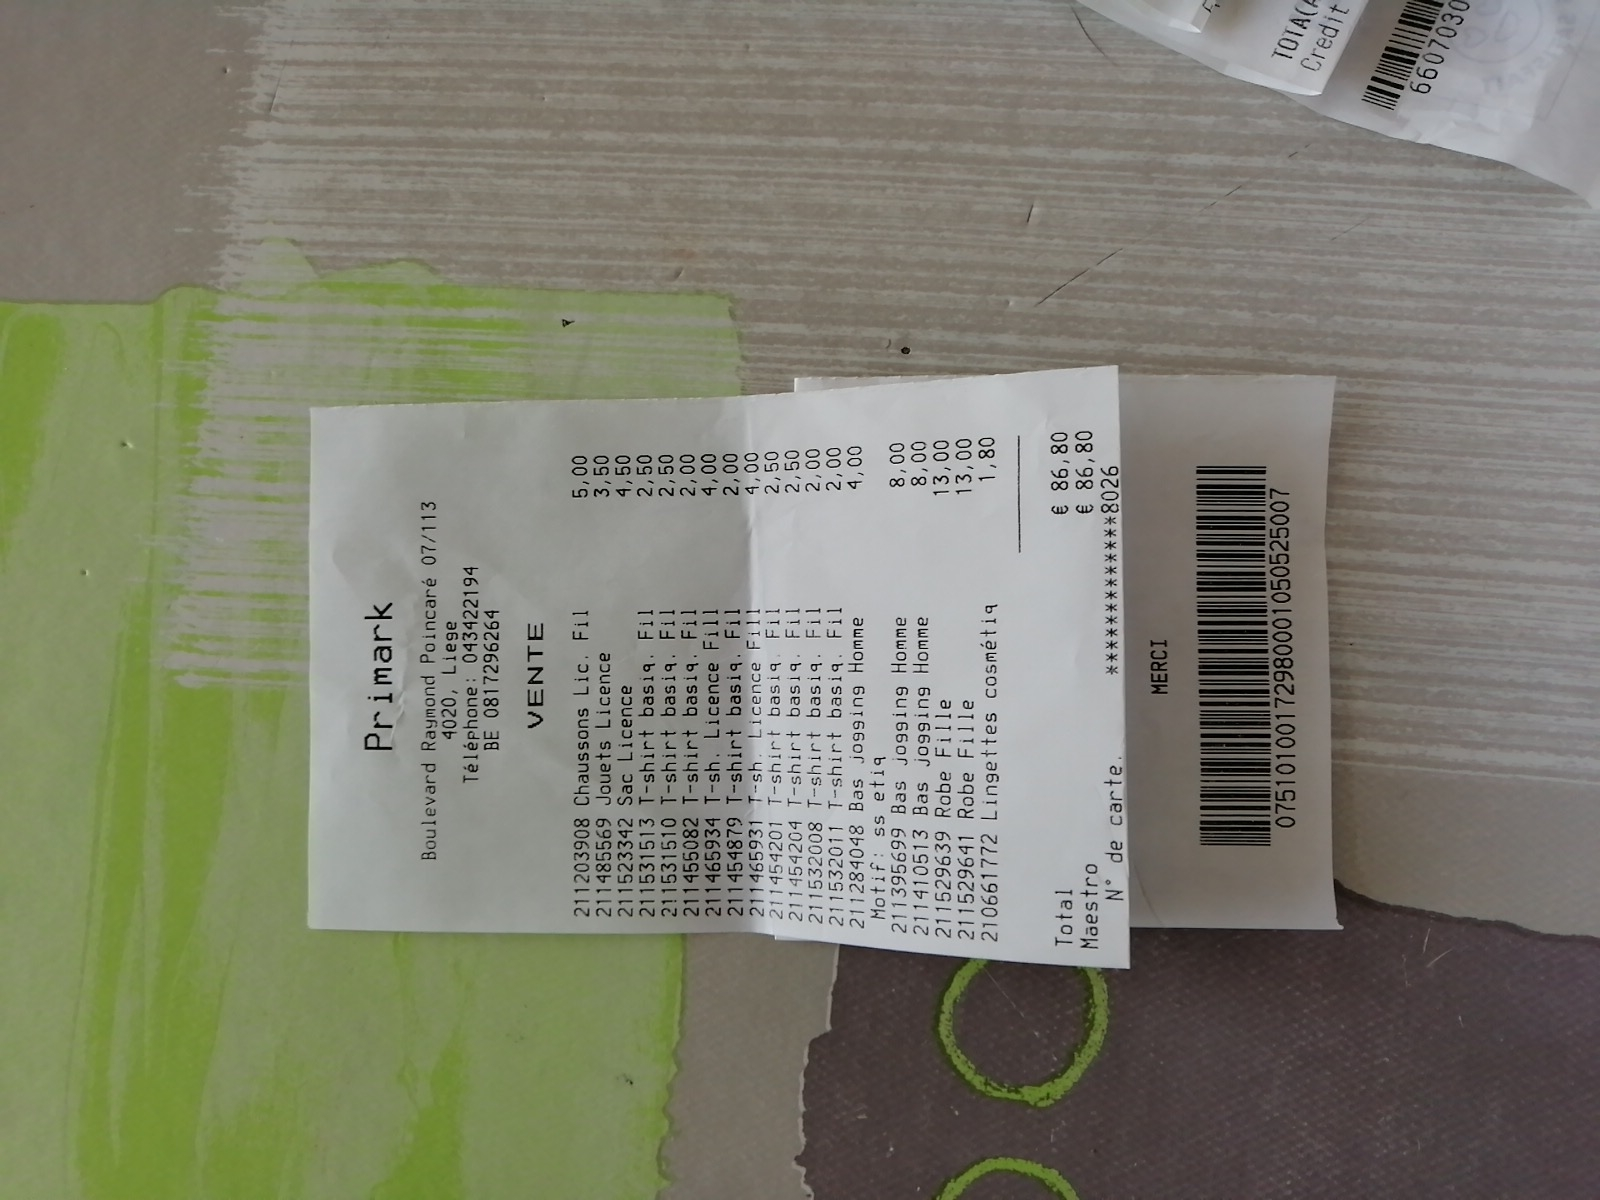 Primark
Boulevard Raymond Poincaré 07/113
4020, Liege
Téléphone: 043422194
BE 0817296264
VENTE
211203908 Chaussons Lic. Fil 5,00
211485569 Jouets Licence 3,50
211523342 Sac Licence 4,50
211531513 T-shirt basiq. Fil 2,50
211531510 T-shirt basiq. Fil 2,50
211455082 T-shirt basiq. Fil 2,00
211465934 T-sh. Licence Fill 4,00
211454879 T-shirt basiq. Fil 2,00
211465931 T-sh. Licence Fill 4,00
211454201 T-shirt basiq. Fil 2,50
211454204 T-shirt basiq. Fil 2,50
211532008 T-shirt basiq. Fil 2,00
211532011 T-shirt basiq. Fil 2,00
211284048 Bas jogging Homme 4,00
Motif: ss etiq
211395699 Bas jogging Homme 8,00
211410513 Bas jogging Homme 8,00
211529639 Robe Fille 13,00
211529641 Robe Fille 13,00
210661772 Lingettes cosmétiq 1,80
Total € 86,80
Maestro € 86,80
N° de carte. ************8026
MERCI
07510100172980001050525007
Credit
6607030